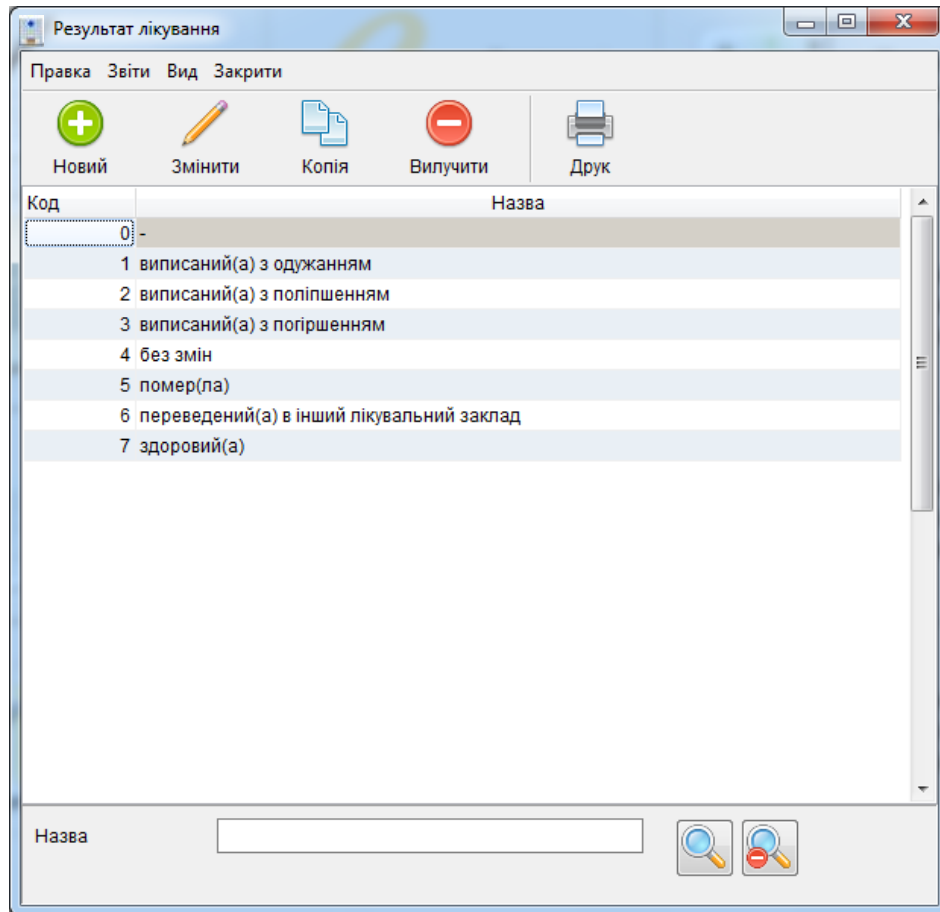 Результат лікування
Правка Звіти Вид Закрити
Новий Змінити Копія Вилучити Друк
Код Назва
0 -
1 виписаний(а) з одужанням
2 виписаний(а) з поліпшенням
3 виписаний(а) з погіршенням
4 без змін
5 помер(ла)
6 переведений(а) в інший лікувальний заклад
7 здоровий(а)
Назва